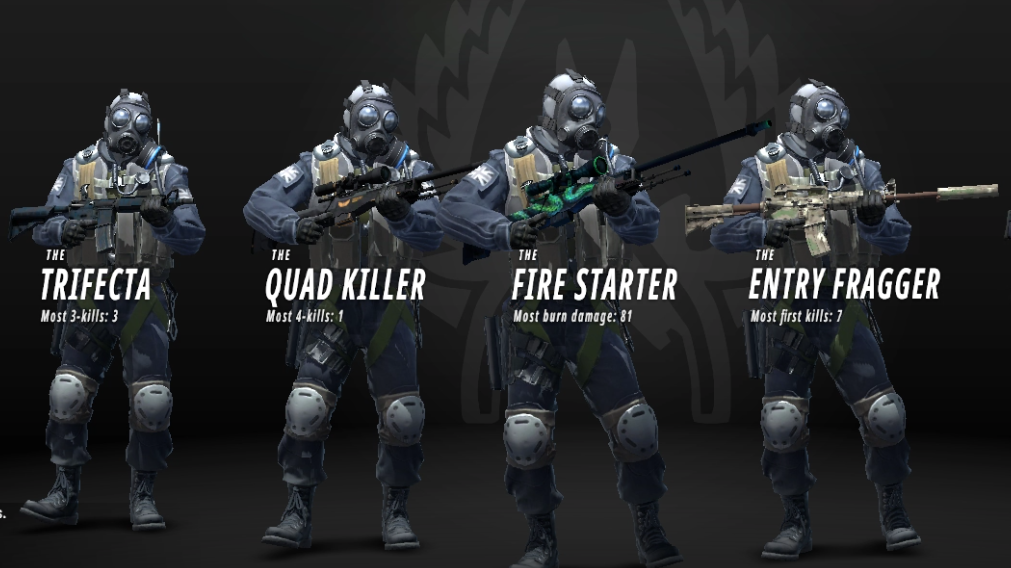 THE
TRIFECTA
Most 3-kills: 3
THE
QUAD KILLER
Most 4-kills: 1
THE
FIRE STARTER
Most burn damage: 81
THE
ENTRY FRAGGER
Most first kills: 7
s.